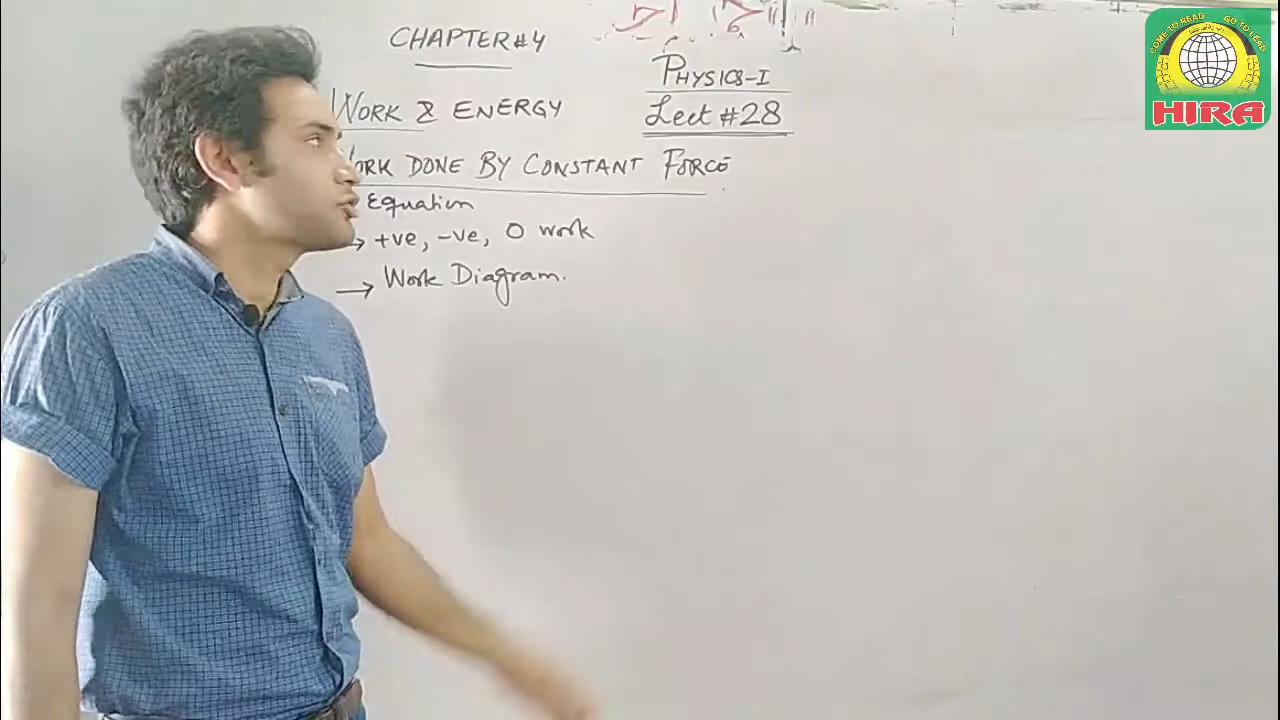 CHAPTER#4
PHYSICS-I
WORK & ENERGY
Lect #28
WORK DONE BY CONSTANT FORCE
Equation
→ +ve, -ve, 0 work
→ Work Diagram.
COME TO READ GO TO LEAD
HIRA